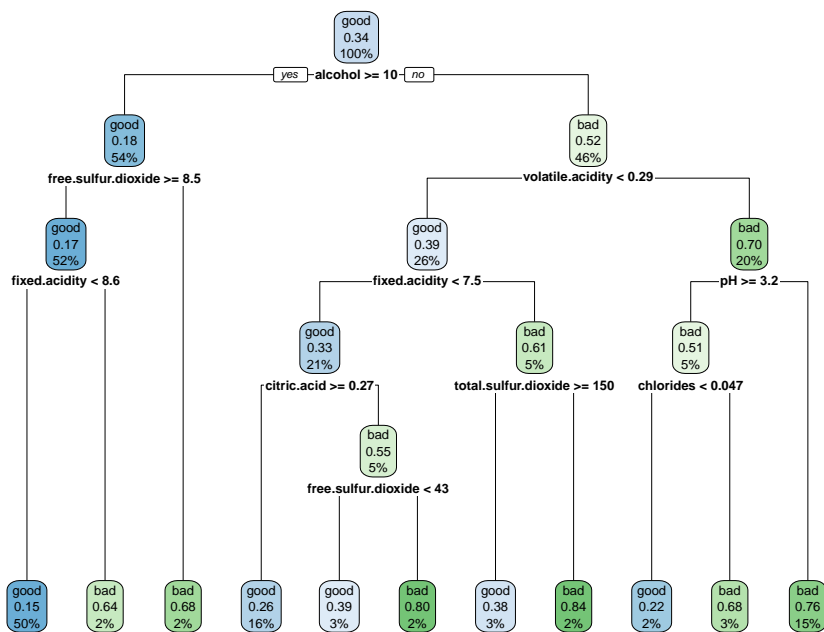 good
0.34
100%
yes alcohol >= 10 no
good
0.18
54%
free.sulfur.dioxide >= 8.5
bad
0.52
46%
volatile.acidity < 0.29
good
0.17
52%
fixed.acidity < 8.6
good
0.39
26%
fixed.acidity < 7.5
bad
0.70
20%
pH >= 3.2
good
0.33
21%
citric.acid >= 0.27
bad
0.61
5%
total.sulfur.dioxide >= 150
bad
0.51
5%
chlorides < 0.047
bad
0.55
5%
free.sulfur.dioxide < 43
good
0.15
50%
bad
0.64
2%
bad
0.68
2%
good
0.26
16%
good
0.39
3%
bad
0.80
2%
good
0.38
3%
bad
0.84
2%
good
0.22
2%
bad
0.68
3%
bad
0.76
15%